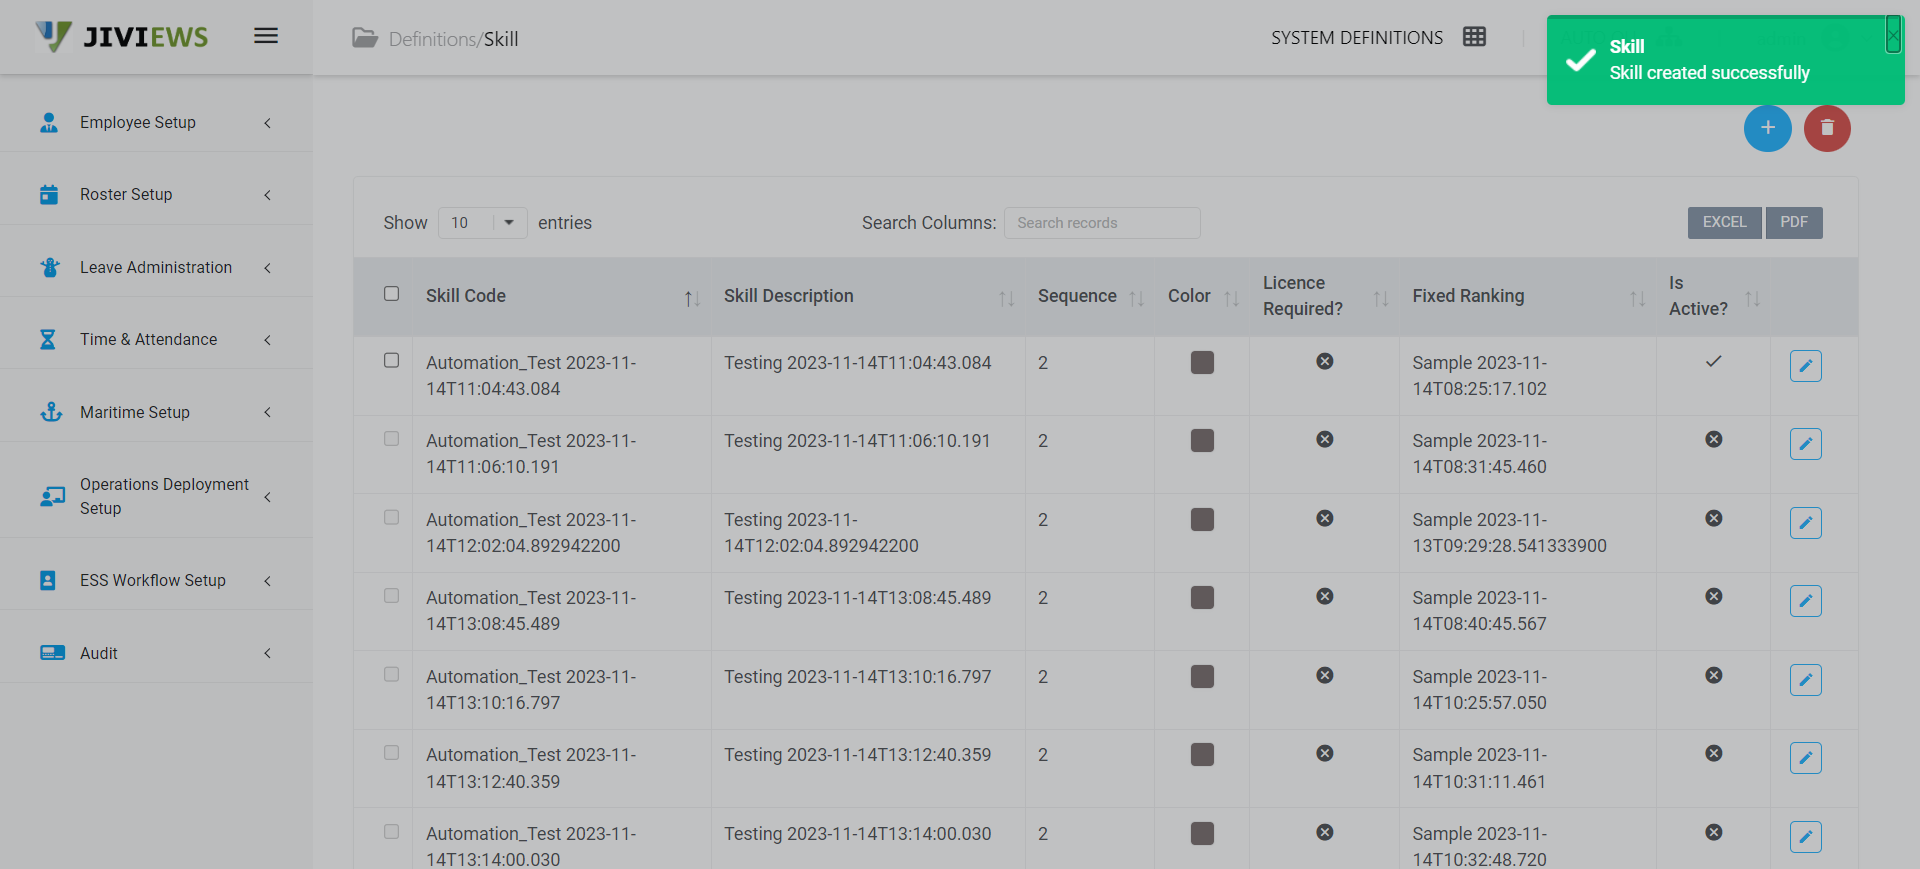 JIVIEWS
Definitions/Skill
SYSTEM DEFINITIONS
Skill
Skill created successfully
Employee Setup
Roster Setup
Leave Administration
Time & Attendance
Maritime Setup
Operations Deployment
Setup
ESS Workflow Setup
Audit
Show 10 entries
Search Columns: Search records
EXCEL PDF
Skill Code Skill Description Sequence Color Licence Required? Fixed Ranking Is Active?
Automation_Test 2023-11- Testing 2023-11-14T11:04:43.084 2 Sample 2023-11-
14T11:04:43.084 14T08:25:17.102
Automation_Test 2023-11- Testing 2023-11-14T11:06:10.191 2 Sample 2023-11-
14T11:06:10.191 14T08:31:45.460
Automation_Test 2023-11- Testing 2023-11- 2 Sample 2023-11-
14T12:02:04.892942200 14T12:02:04.892942200 13T09:29:28.541333900
Automation_Test 2023-11- Testing 2023-11-14T13:08:45.489 2 Sample 2023-11-
14T13:08:45.489 14T08:40:45.567
Automation_Test 2023-11- Testing 2023-11-14T13:10:16.797 2 Sample 2023-11-
14T13:10:16.797 14T10:25:57.050
Automation_Test 2023-11- Testing 2023-11-14T13:12:40.359 2 Sample 2023-11-
14T13:12:40.359 14T10:31:11.461
Automation_Test 2023-11- Testing 2023-11-14T13:14:00.030 2 Sample 2023-11-
14T13:14:00.030 14T10:32:48.720